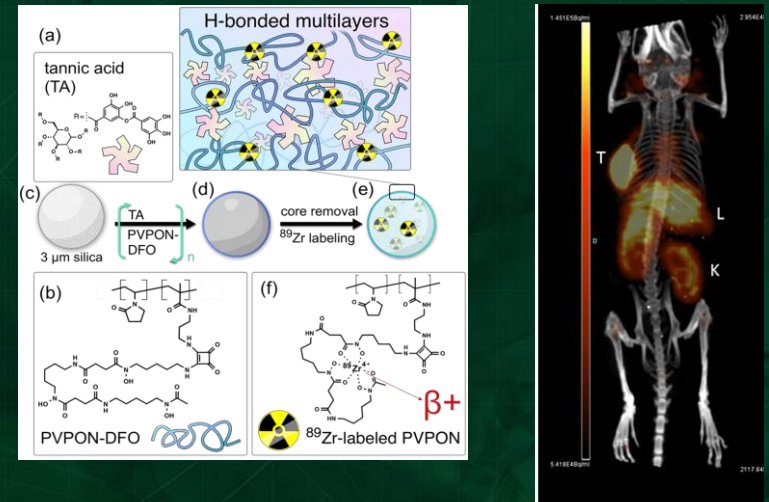 H-bonded multilayers
(a)
tannic acid
(TA)
(c)
3 μm silica
TA
PVPON-
DFO
n
(d)
core removal
⁸⁹Zr labeling
(e)
(b)
PVPON-DFO
(f)
⁸⁹Zr⁴⁺
β+
⁸⁹Zr-labeled PVPON
T
L
K